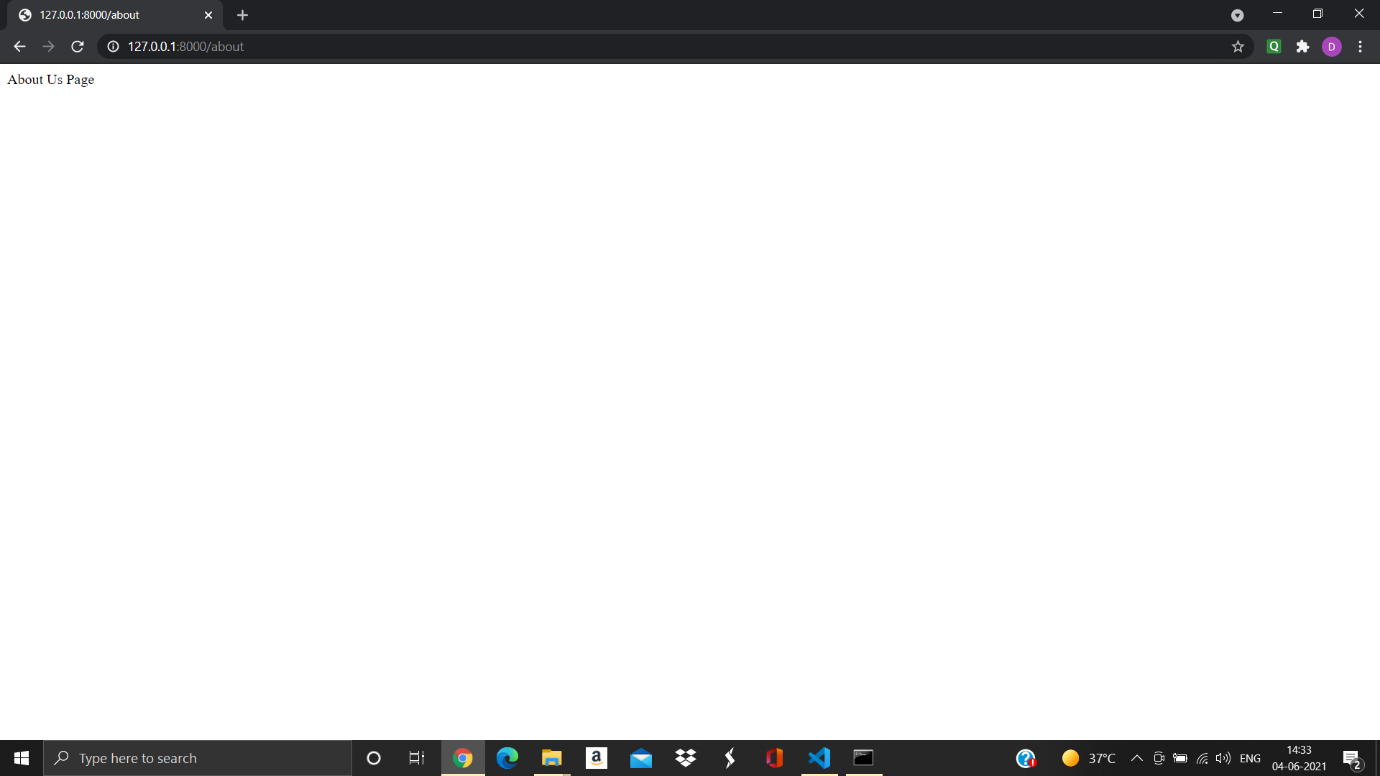 127.0.0.1:8000/about
127.0.0.1:8000/about
Q
D
About Us Page
Type here to search
a
37°C
ENG
14:33
04-06-2021
2